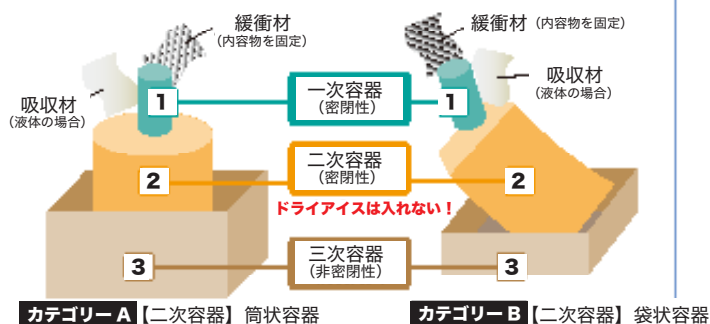 緩衝材
（内容物を固定）
吸収材
（液体の場合）
1
2
3
一次容器
（密閉性）
二次容器
（密閉性）
ドライアイスは入れない！
三次容器
（非密閉性）
緩衝材（内容物を固定）
吸収材
（液体の場合）
1
2
3
カテゴリー A【二次容器】筒状容器
カテゴリー B【二次容器】袋状容器